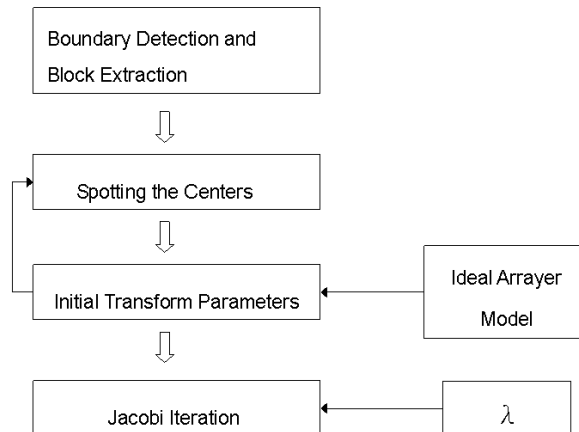 Boundary Detection and
Block Extraction
Spotting the Centers
Initial Transform Parameters
Ideal Arrayer
Model
Jacobi Iteration
λ